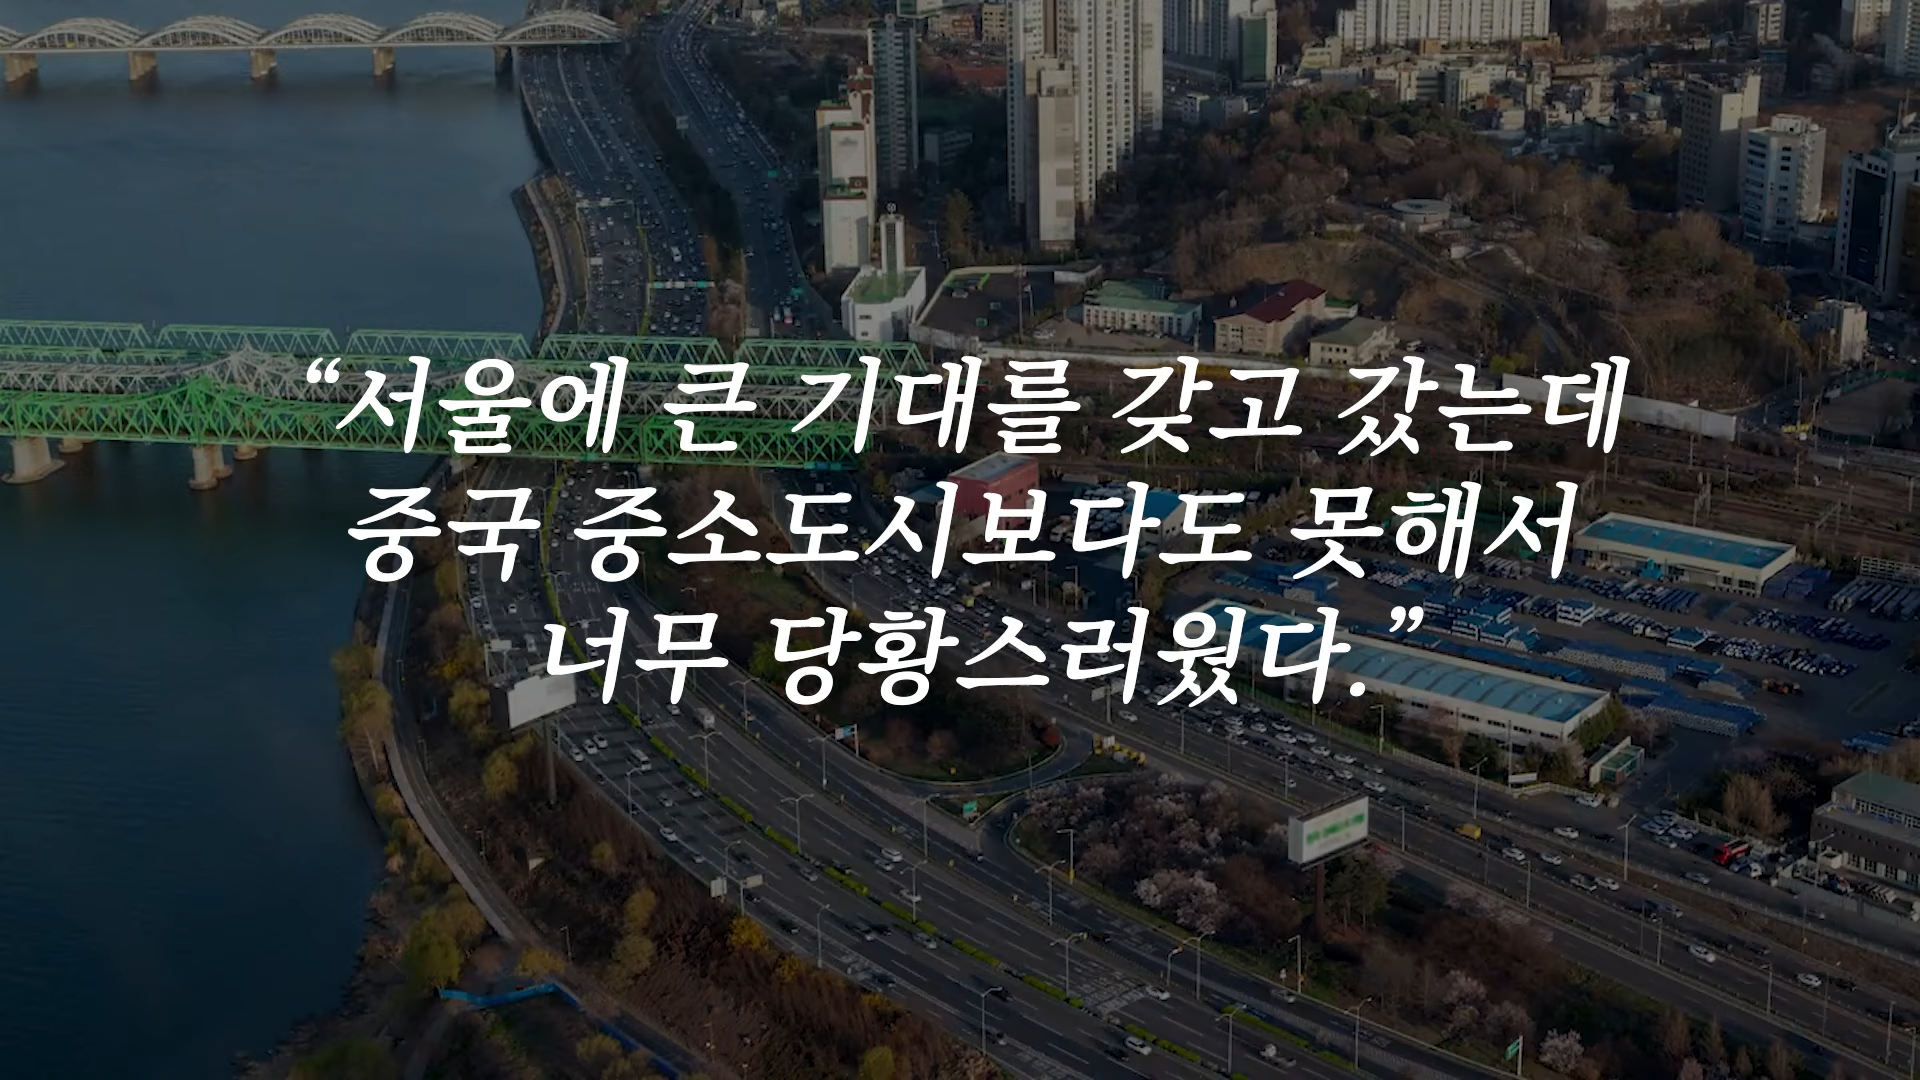 “서울에 큰 기대를 갖고 갔는데
중국 중소도시보다도 못해서
너무 당황스러웠다.”